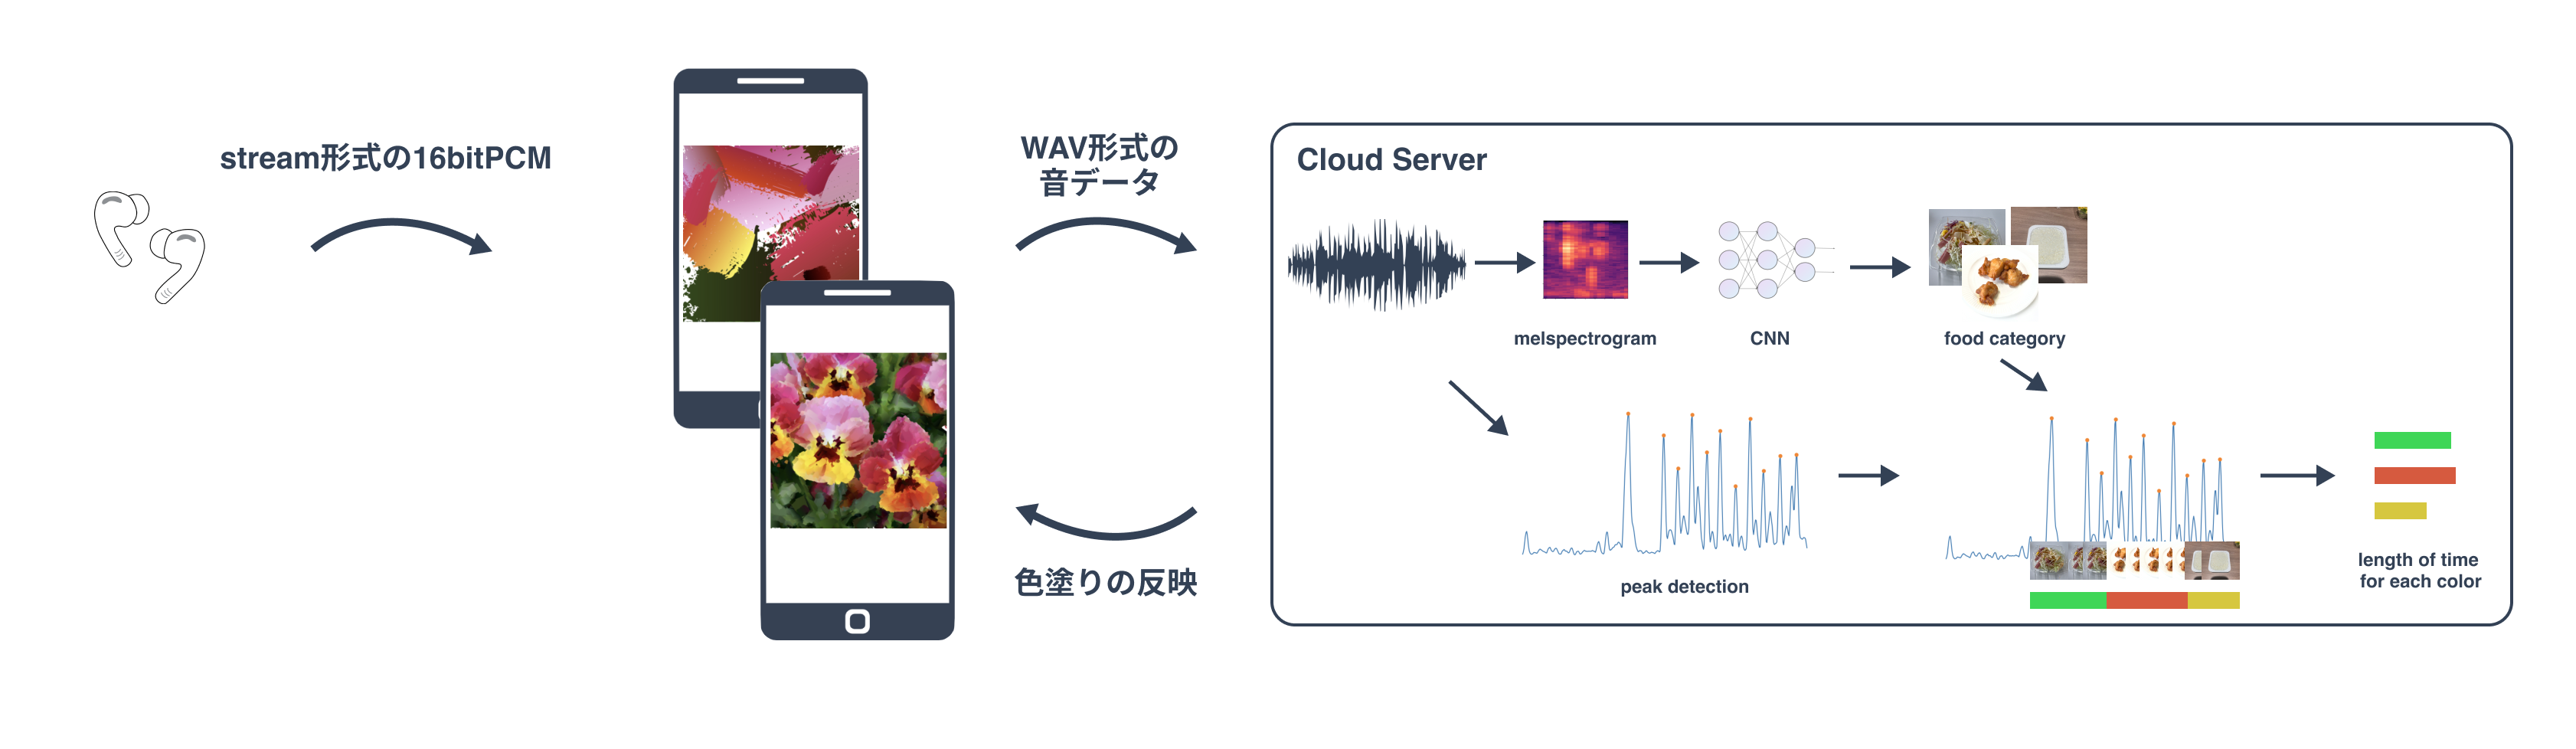 stream形式の16bitPCM
WAV形式の
音データ
色塗りの反映
Cloud Server
melspectrogram
CNN
food category
peak detection
length of time
for each color